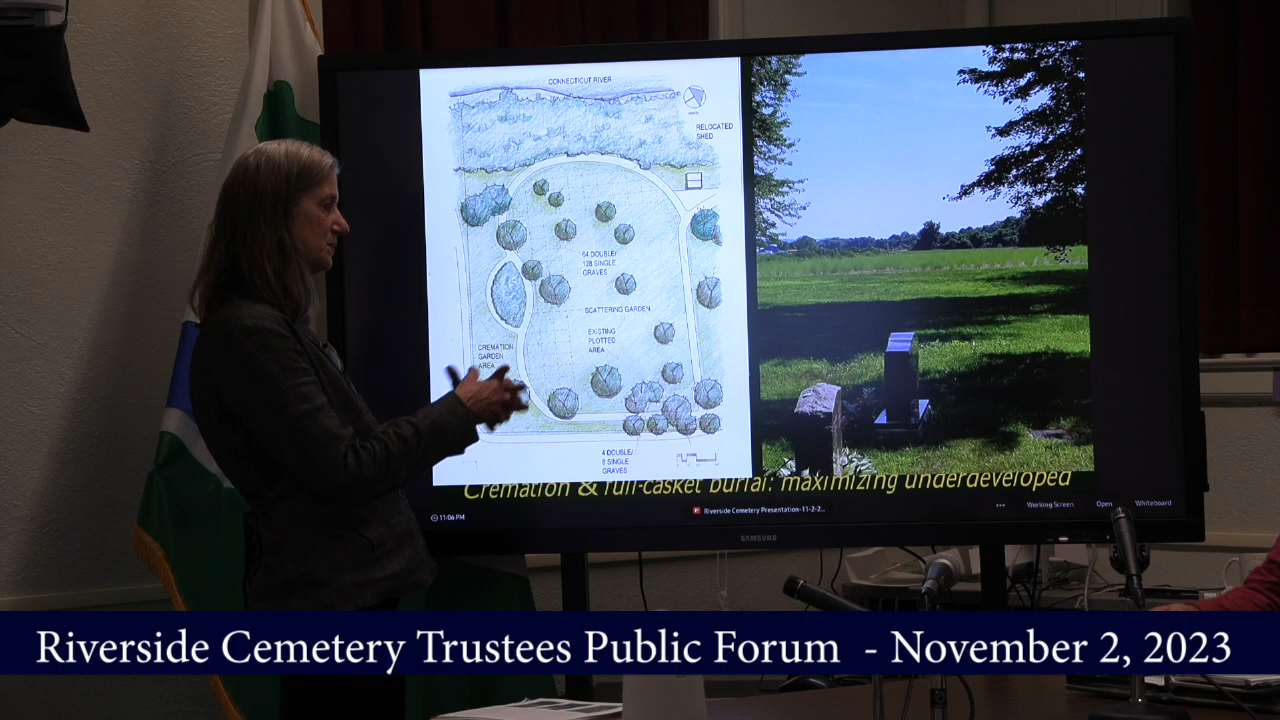 CONNECTICUT RIVER
NORTH
RELOCATED
SHED
64 DOUBLE/
128 SINGLE
GRAVES
SCATTERING GARDEN
EXISTING
PLOTTED
AREA
CREMATION
GARDEN
AREA
4 DOUBLE/
8 SINGLE
GRAVES
Cremation & full-casket burial: maximizing underdeveloped
11:06 PM
Riverside Cemetery Presentation-11-2-2...
Working Screen
Open
Whiteboard
SAMSUNG
Riverside Cemetery Trustees Public Forum - November 2, 2023